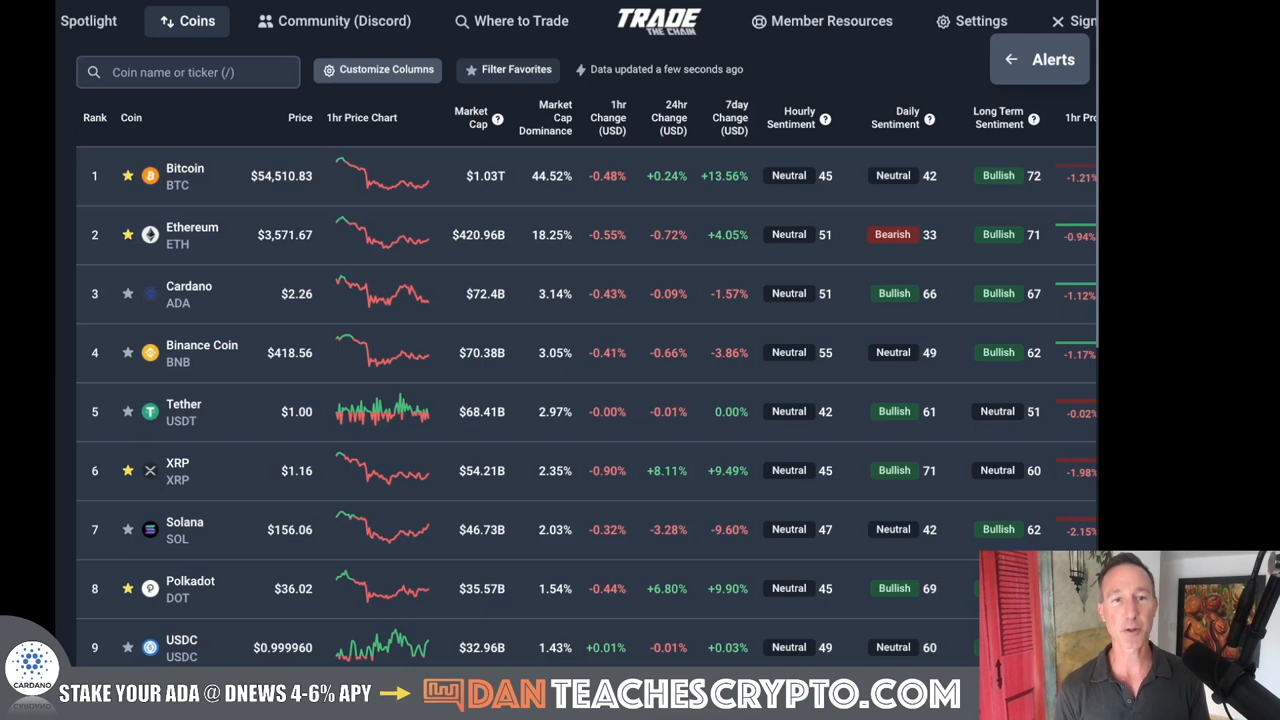 Spotlight Coins Community (Discord) Where to Trade TRADE THE CHAIN Member Resources Settings Sign
Coin name or ticker (/) Customize Columns Filter Favorites Data updated a few seconds ago Alerts
Rank Coin Price 1hr Price Chart Market Cap ? Market Cap Dominance 1hr Change (USD) 24hr Change (USD) 7day Change (USD) Hourly Sentiment ? Daily Sentiment ? Long Term Sentiment ? 1hr Pro
1 Bitcoin BTC $54,510.83 $1.03T 44.52% -0.48% +0.24% +13.56% Neutral 45 Neutral 42 Bullish 72 -1.21%
2 Ethereum ETH $3,571.67 $420.96B 18.25% -0.55% -0.72% +4.05% Neutral 51 Bearish 33 Bullish 71 -0.94%
3 Cardano ADA $2.26 $72.4B 3.14% -0.43% -0.09% -1.57% Neutral 51 Bullish 66 Bullish 67 -1.12%
4 Binance Coin BNB $418.56 $70.38B 3.05% -0.41% -0.66% -3.86% Neutral 55 Neutral 49 Bullish 62 -1.17%
5 Tether USDT $1.00 $68.41B 2.97% -0.00% -0.01% 0.00% Neutral 42 Bullish 61 Neutral 51 -0.02%
6 XRP XRP $1.16 $54.21B 2.35% -0.90% +8.11% +9.49% Neutral 45 Bullish 71 Neutral 60 -1.98%
7 Solana SOL $156.06 $46.73B 2.03% -0.32% -3.28% -9.60% Neutral 47 Neutral 42 Bullish 62 -2.15%
8 Polkadot DOT $36.02 $35.57B 1.54% -0.44% +6.80% +9.90% Neutral 45 Bullish 69
9 USDC USDC $0.999960 $32.96B 1.43% +0.01% -0.01% +0.03% Neutral 49 Neutral 60
CARDANO STAKE YOUR ADA @ DNEWS 4-6% APY DANTEACHESCRYPTO.COM